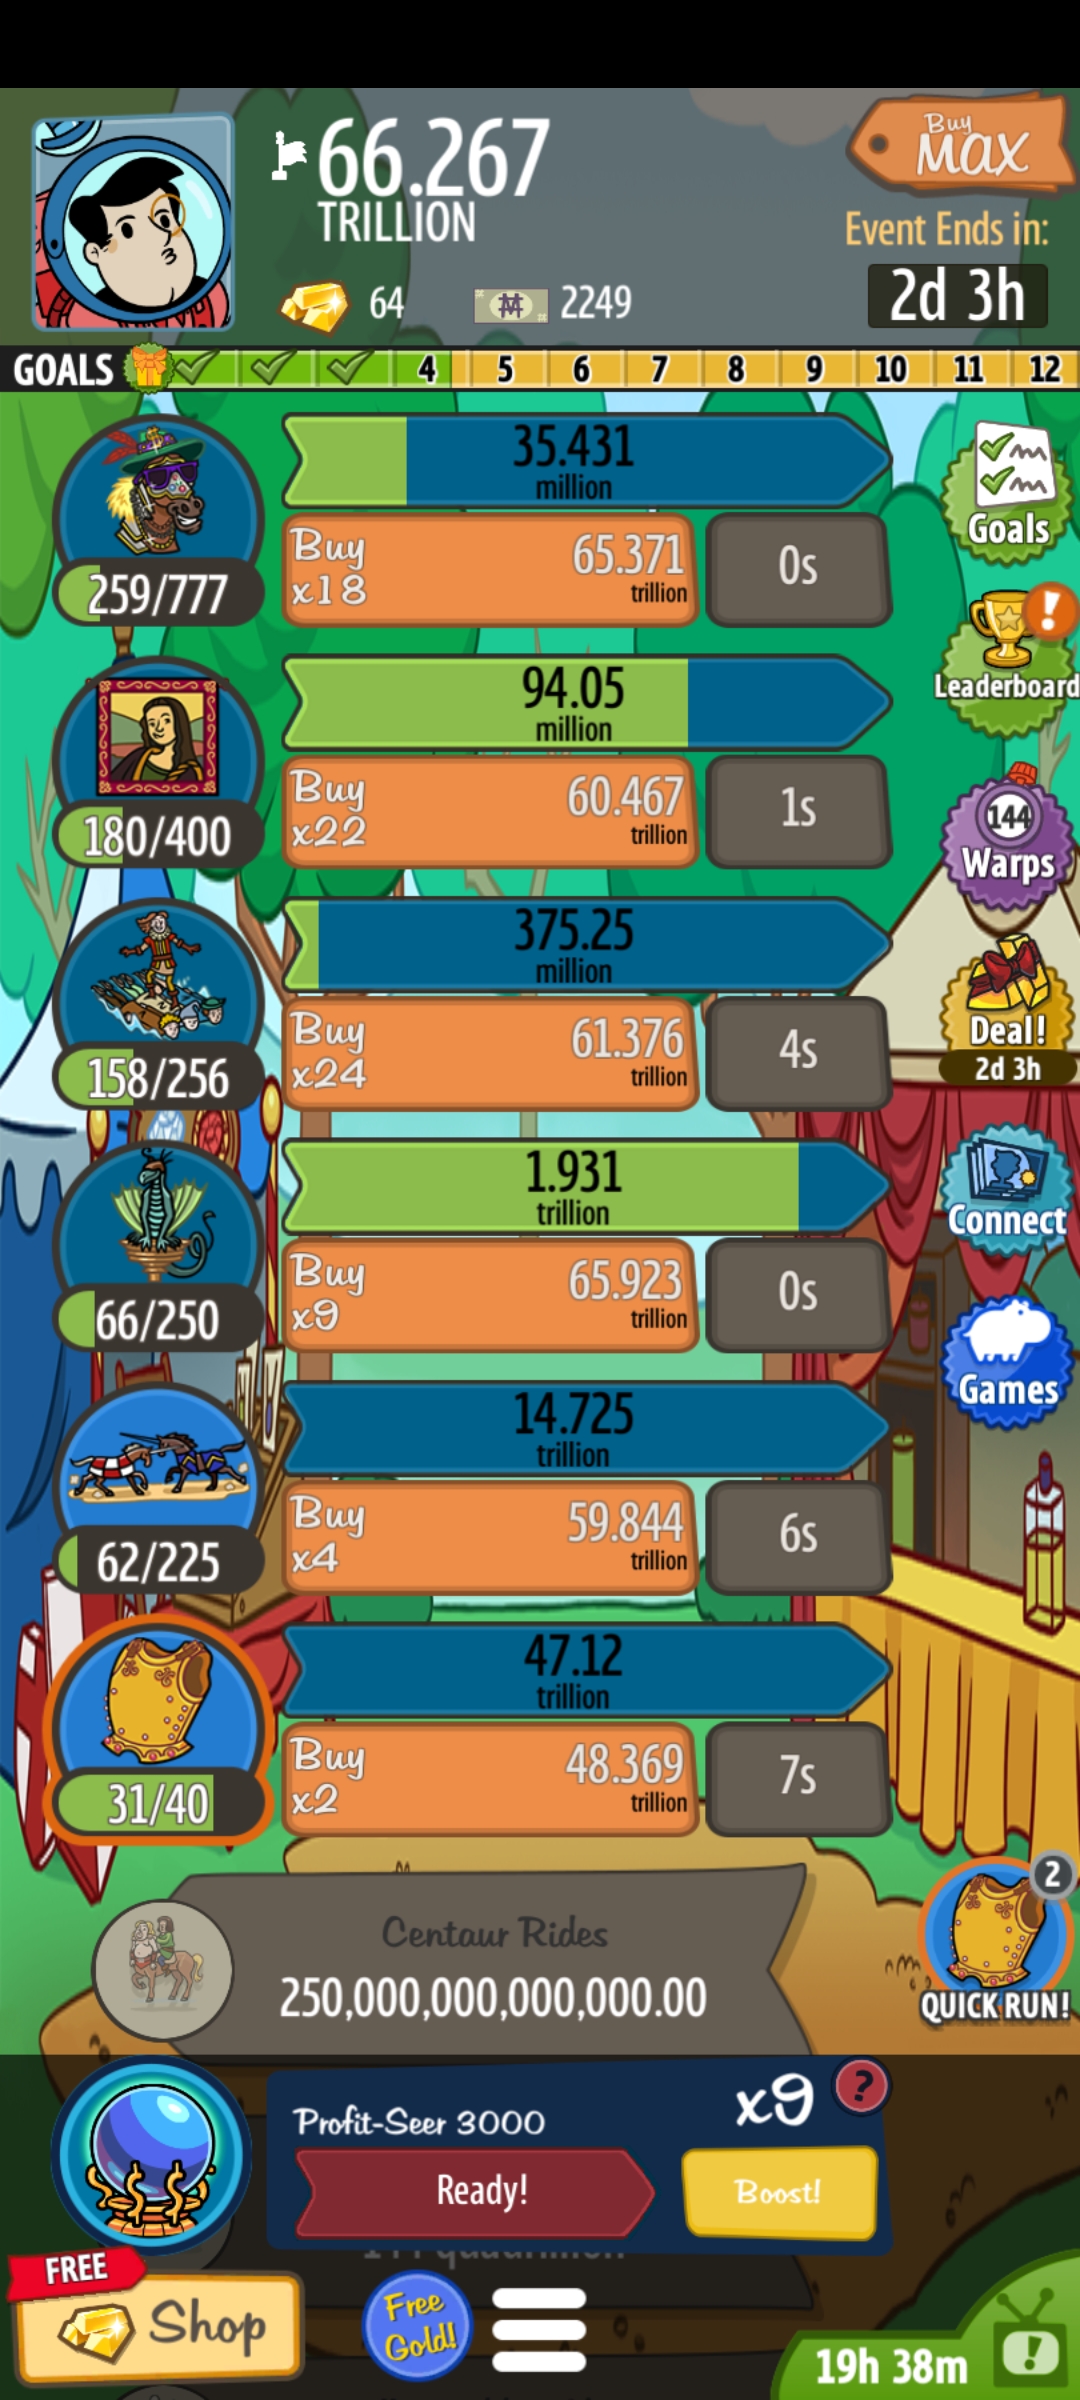 66.267
TRILLION
Buy
MAX
Event Ends in:
2d 3h
64
2249
GOALS 4 5 6 7 8 9 10 11 12
35.431
million
Buy
x18
65.371
trillion
0s
259/777
Goals
94.05
million
Buy
x22
60.467
trillion
1s
180/400
!
Leaderboard
375.25
million
Buy
x24
61.376
trillion
4s
158/256
144
Warps
Deal!
2d 3h
1.931
trillion
Buy
x9
65.923
trillion
0s
66/250
Connect
14.725
trillion
Buy
x4
59.844
trillion
6s
62/225
Games
47.12
trillion
Buy
x2
48.369
trillion
7s
31/40
Centaur Rides
250,000,000,000,000.00
2
QUICK RUN!
Profit-Seer 3000
x9
?
Ready!
Boost!
FREE
Shop
Free
Gold!
19h 38m
!